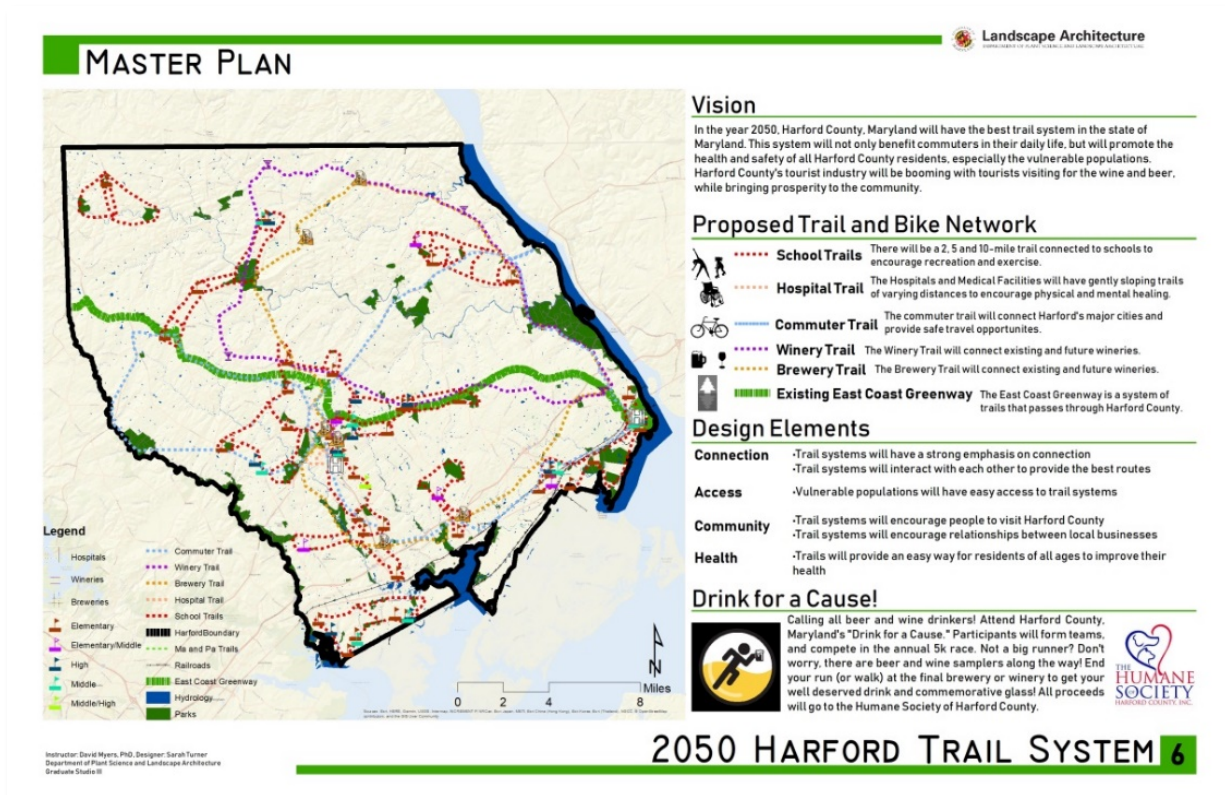 Landscape Architecture
MASTER PLAN
Vision
In the year 2050, Harford County, Maryland will have the best trail system in the state of
Maryland. This system will not only benefit commuters in their daily life, but will promote the
health and safety of all Harford County residents, especially the vulnerable populations.
Harford County's tourist industry will be booming with tourists visiting for the wine and beer,
while bringing prosperity to the community.
Proposed Trail and Bike Network
School Trails
There will be a 2, 5 and 10-mile trail connected to schools to
encourage recreation and exercise.
Hospital Trail
The Hospitals and Medical Facilities will have gently sloping trails
of varying distances to encourage physical and mental healing.
Commuter Trail
The commuter trail will connect Harford's major cities and
provide safe travel opportunites.
Winery Trail The Winery Trail will connect existing and future wineries.
Brewery Trail The Brewery Trail will connect existing and future wineries.
Existing East Coast Greenway
The East Coast Greenway is a system of
trails that passes through Harford County.
Design Elements
Connection
•Trail systems will have a strong emphasis on connection
•Trail systems will interact with each other to provide the best routes
Access
•Vulnerable populations will have easy access to trail systems
Community
•Trail systems will encourage people to visit Harford County
•Trail systems will encourage relationships between local businesses
Health
•Trails will provide an easy way for residents of all ages to improve their
health
Drink for a Cause!
Calling all beer and wine drinkers! Attend Harford County,
Maryland's "Drink for a Cause." Participants will form teams,
and compete in the annual 5k race. Not a big runner? Don't
worry, there are beer and wine samplers along the way! End
your run (or walk) at the final brewery or winery to get your
well deserved drink and commemorative glass! All proceeds
will go to the Humane Society of Harford County.
THE
HUMANE
SOCIETY
OF
HARFORD COUNTY, INC.
Legend
Hospitals
Wineries
Breweries
Elementary
Elementary/Middle
High
Middle
Middle/High
Commuter Trail
Winery Trail
Brewery Trail
Hospital Trail
School Trails
HarfordBoundary
Ma and Pa Trails
Railroads
East Coast Greenway
Hydrology
Parks
N
0 2 4 8
Miles
2050 HARFORD TRAIL SYSTEM 6
Instructor: David Myers, PhD, Designer: Sarah Turner
Department of Plant Science and Landscape Architecture
Graduate Studio III